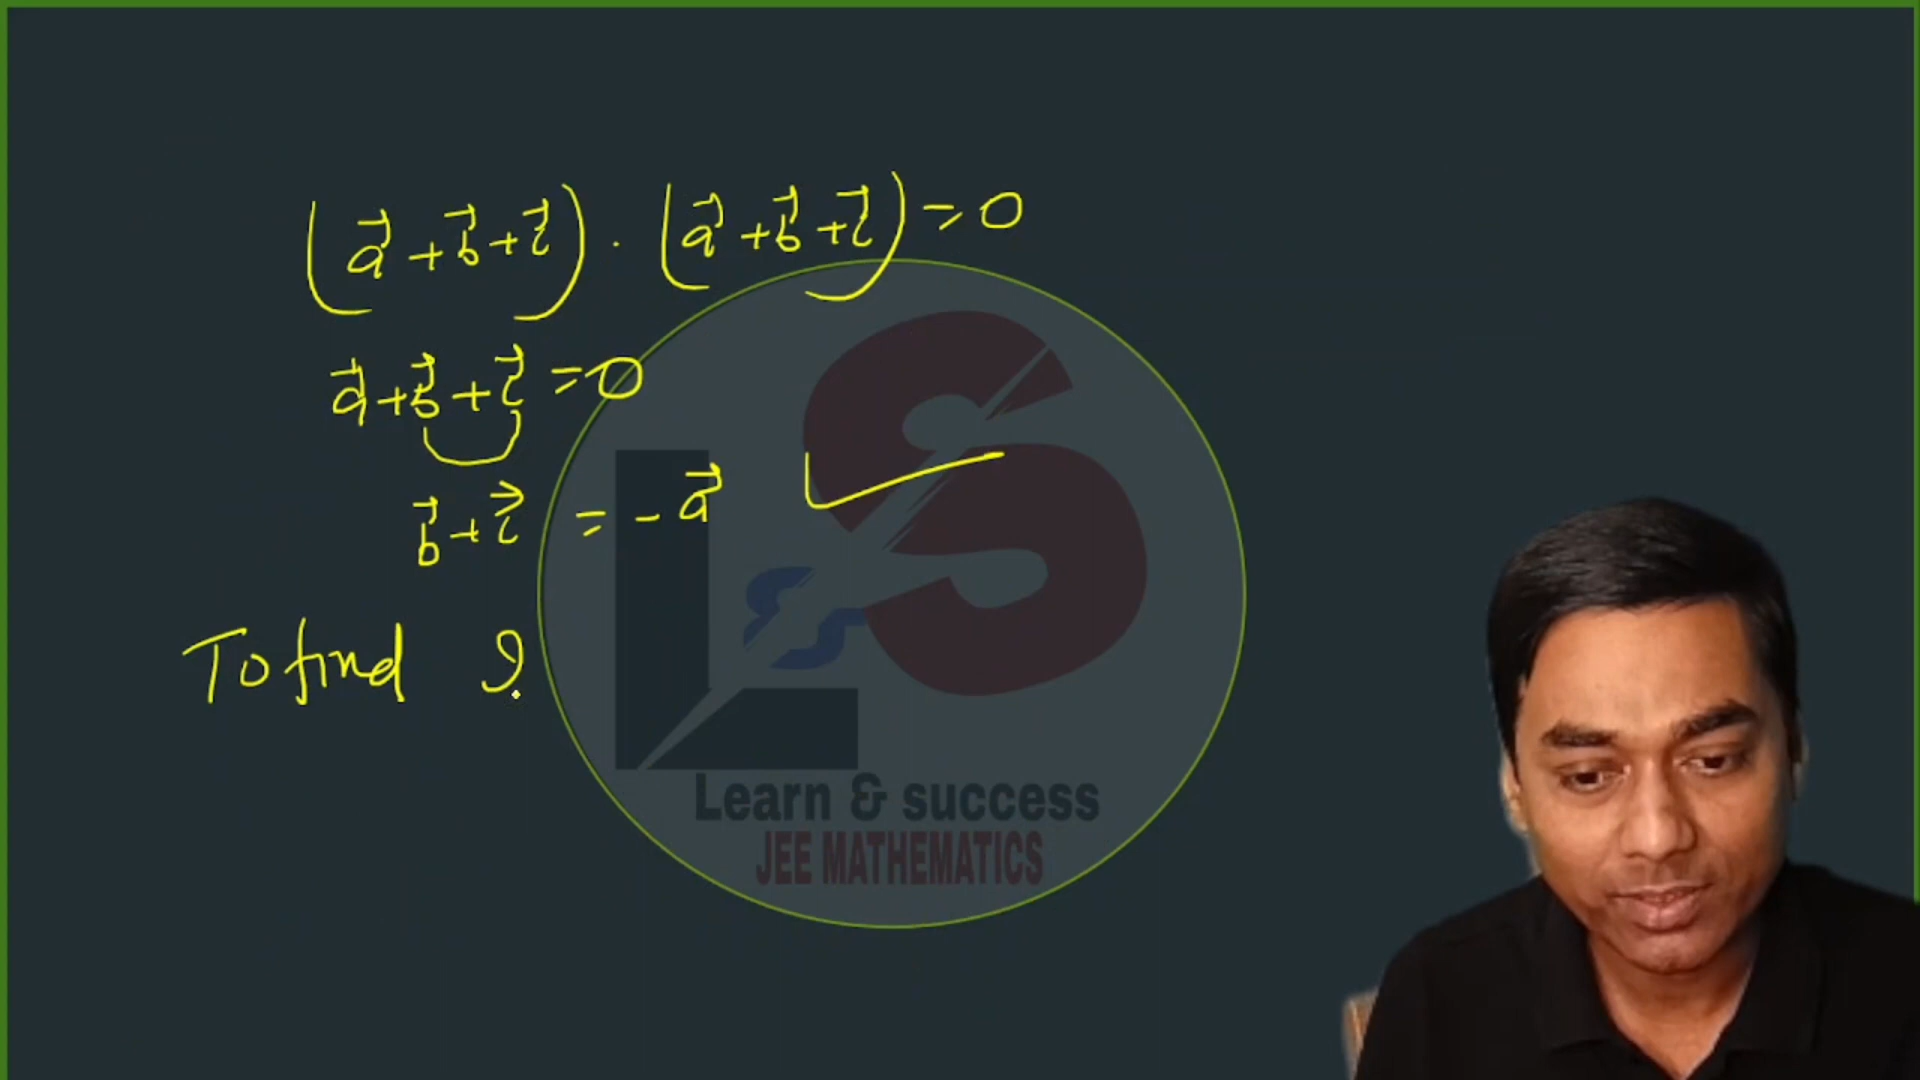 (a⃗ + b⃗ + c⃗) · (a⃗ + b⃗ + c⃗) = 0
a⃗ + b⃗ + c⃗ = 0
b⃗ + c⃗ = - a⃗
To find
Learn & success
JEE MATHEMATICS